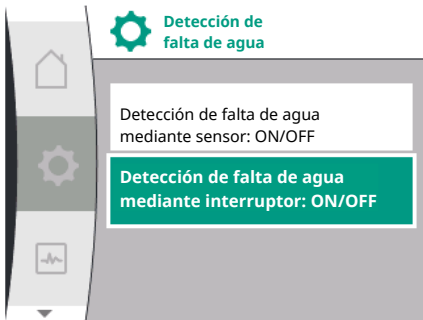 Detección de
falta de agua
Detección de falta de agua
mediante sensor: ON/OFF
Detección de falta de agua
mediante interruptor: ON/OFF